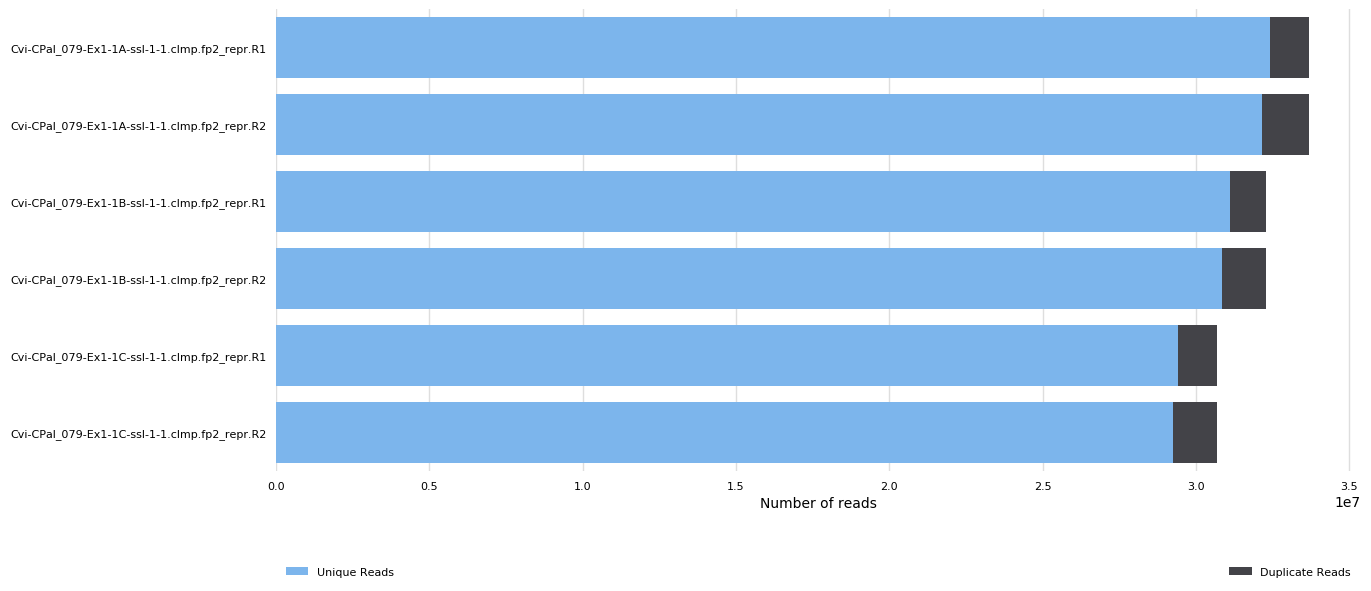 Cvi-CPal_079-Ex1-1A-ssl-1-1.clmp.fp2_repr.R1
Cvi-CPal_079-Ex1-1A-ssl-1-1.clmp.fp2_repr.R2
Cvi-CPal_079-Ex1-1B-ssl-1-1.clmp.fp2_repr.R1
Cvi-CPal_079-Ex1-1B-ssl-1-1.clmp.fp2_repr.R2
Cvi-CPal_079-Ex1-1C-ssl-1-1.clmp.fp2_repr.R1
Cvi-CPal_079-Ex1-1C-ssl-1-1.clmp.fp2_repr.R2
0.0 0.5 1.0 1.5 2.0 2.5 3.0 3.5
Number of reads 1e7
Unique Reads Duplicate Reads